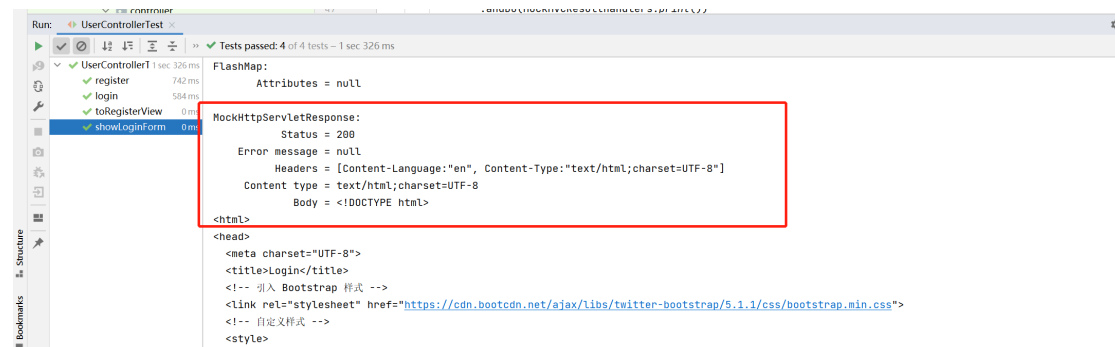 controller
47
.andDo(MockMvcResultHandlers.print())
Run:
UserControllerTest ×
Tests passed: 4 of 4 tests – 1 sec 326 ms
UserControllerT 1 sec 326 ms
register 742 ms
login 584 ms
toRegisterView 0 ms
showLoginForm 0 ms
FlashMap:
Attributes = null
MockHttpServletResponse:
Status = 200
Error message = null
Headers = [Content-Language:"en", Content-Type:"text/html;charset=UTF-8"]
Content type = text/html;charset=UTF-8
Body = <!DOCTYPE html>
<html>
<head>
<meta charset="UTF-8">
<title>Login</title>
<!-- 引入 Bootstrap 样式 -->
<link rel="stylesheet" href="https://cdn.bootcdn.net/ajax/libs/twitter-bootstrap/5.1.1/css/bootstrap.min.css">
<!-- 自定义样式 -->
<style>
Structure
Bookmarks